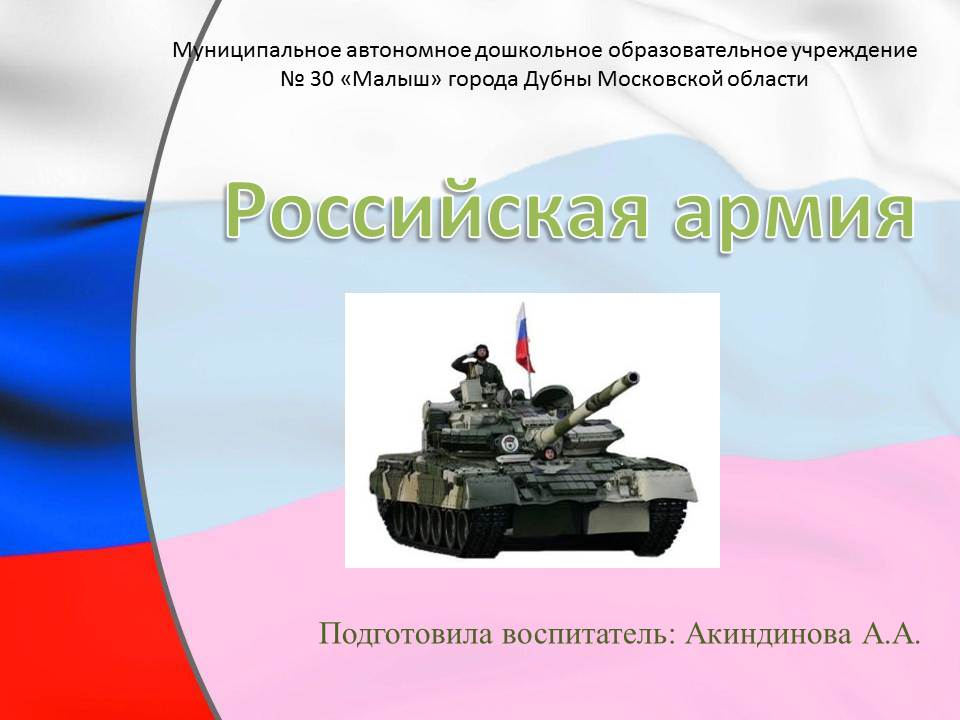 Муниципальное автономное дошкольное образовательное учреждение
№ 30 «Малыш» города Дубны Московской области
Российская армия
Подготовила воспитатель: Акиндинова А.А.